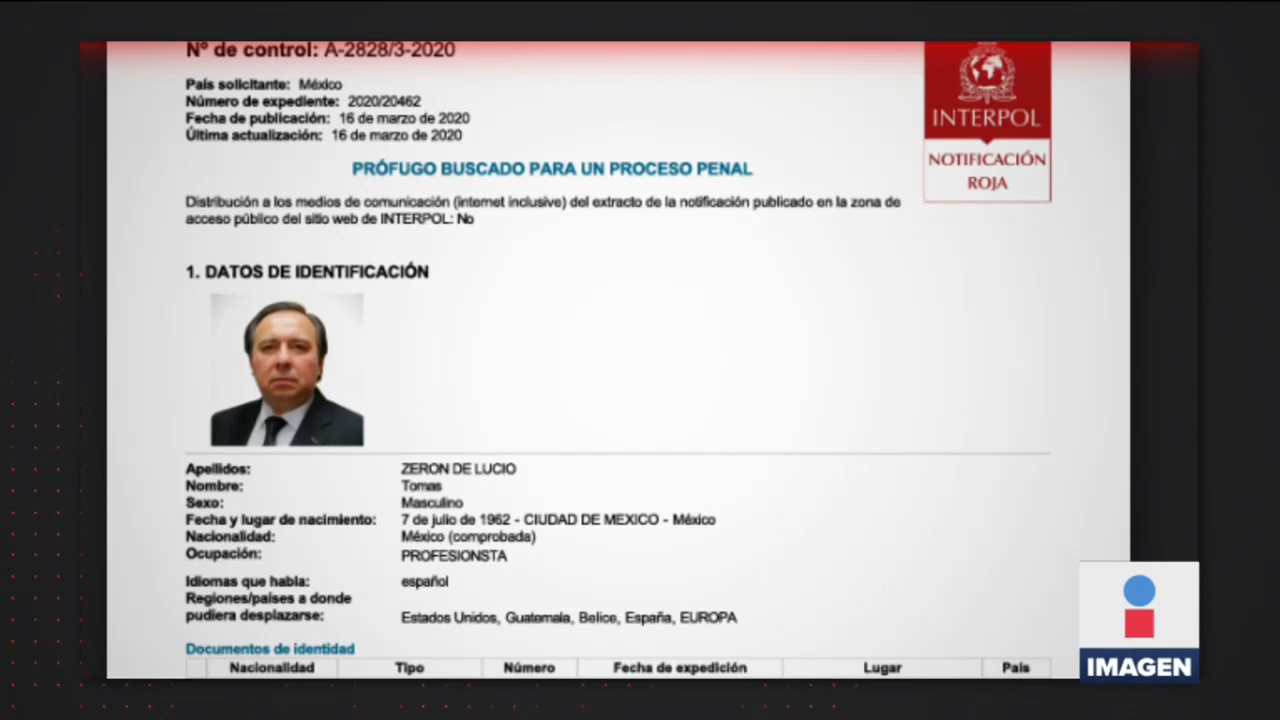 Nº de control: A-2828/3-2020
País solicitante: México
Número de expediente: 2020/20462
Fecha de publicación: 16 de marzo de 2020
Última actualización: 16 de marzo de 2020
INTERPOL
NOTIFICACIÓN
ROJA
PRÓFUGO BUSCADO PARA UN PROCESO PENAL
Distribución a los medios de comunicación (internet inclusive) del extracto de la notificación publicado en la zona de
acceso público del sitio web de INTERPOL: No
1. DATOS DE IDENTIFICACIÓN
Apellidos: ZERON DE LUCIO
Nombre: Tomas
Sexo: Masculino
Fecha y lugar de nacimiento: 7 de julio de 1962 - CIUDAD DE MEXICO - México
Nacionalidad: México (comprobada)
Ocupación: PROFESIONSTA
Idiomas que habla: español
Regiones/países a donde
pudiera desplazarse: Estados Unidos, Guatemala, Belice, España, EUROPA
Documentos de identidad
Nacionalidad Tipo Número Fecha de expedición Lugar Pais
IMAGEN